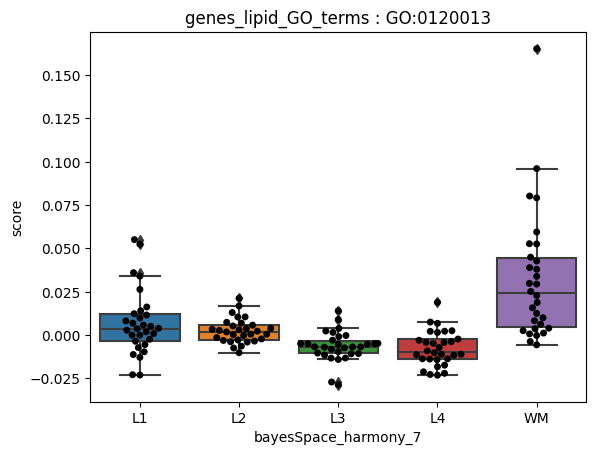 genes_lipid_GO_terms : GO:0120013
0.150
0.125
0.100
0.075
0.050
0.025
0.000
−0.025
score
L1 L2 L3 L4 WM
bayesSpace_harmony_7